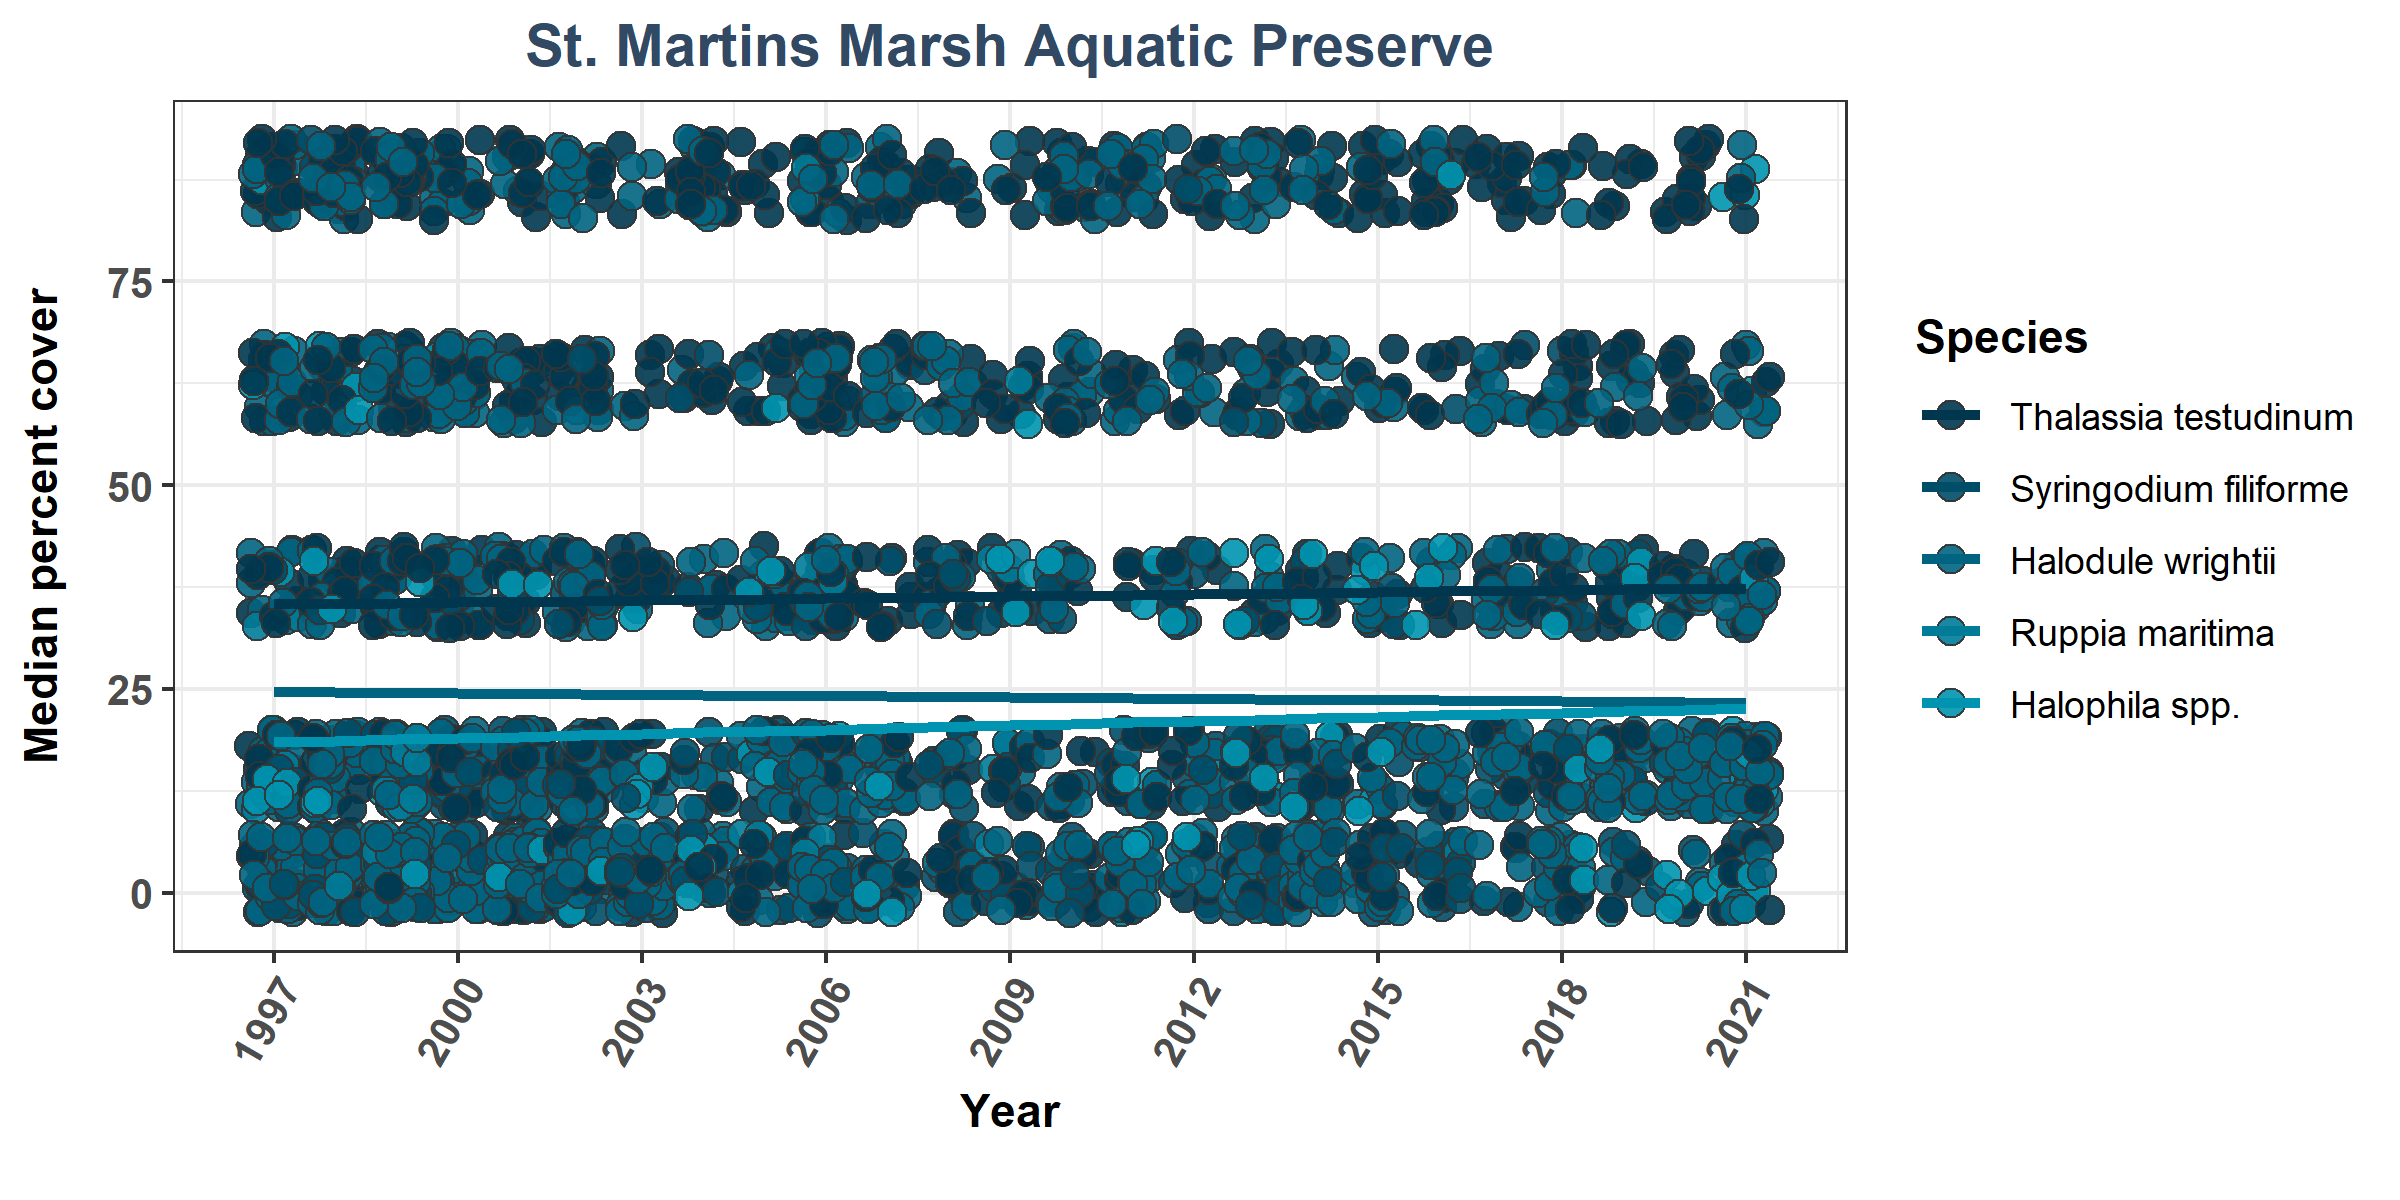 St. Martins Marsh Aquatic Preserve
Median percent cover
75
50
25
0
1997
2000
2003
2006
2009
2012
2015
2018
2021
Year
Species
Thalassia testudinum
Syringodium filiforme
Halodule wrightii
Ruppia maritima
Halophila spp.